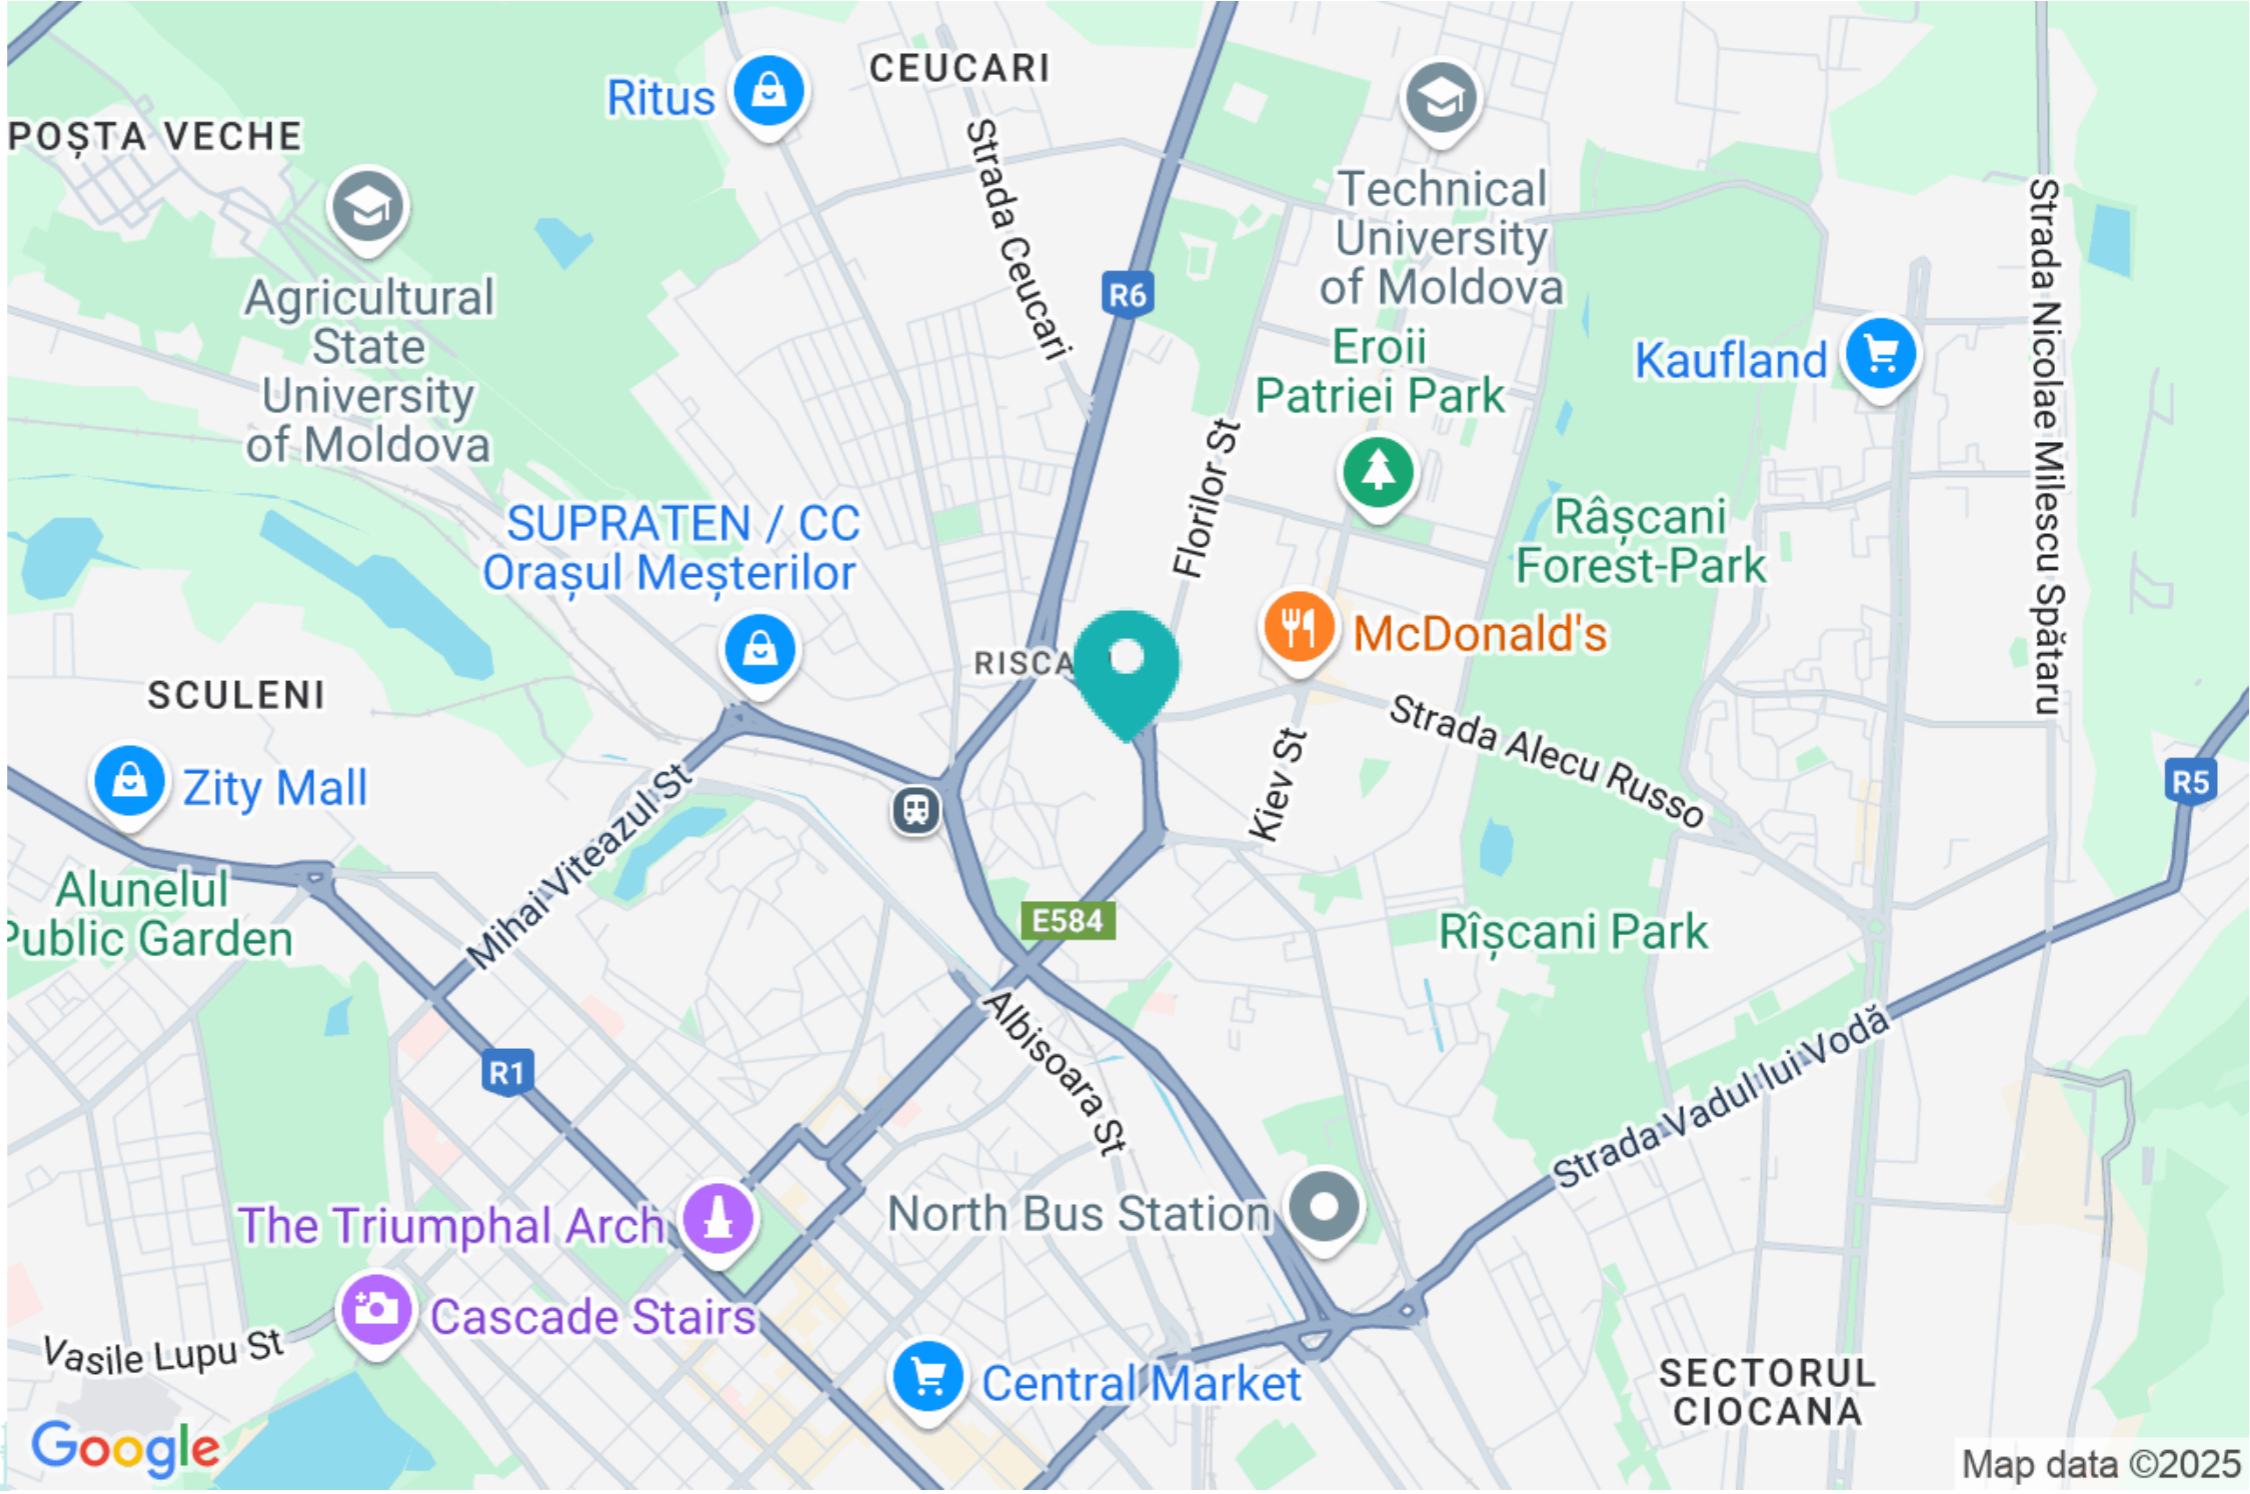 CEUCARI
Ritus
POȘTA VECHE
Strada Ceucari
Technical
University
of Moldova
Strada Nicolae Milescu Spătaru
Agricultural
State
University
of Moldova
R6
Eroii
Patriei Park
Kaufland
Florilor St
SUPRATEN / CC
Orașul Meșterilor
Râșcani
Forest-Park
McDonald's
RISCA
SCULENI
Strada Alecu Russo
Zity Mall
Mihai Viteazul St
Kiev St
R5
Alunelul
Public Garden
E584
Rîșcani Park
Albisoara St
R1
Strada Vadul lui Vodă
The Triumphal Arch
North Bus Station
Cascade Stairs
Vasile Lupu St
Central Market
SECTORUL
CIOCANA
Google
Map data ©2025